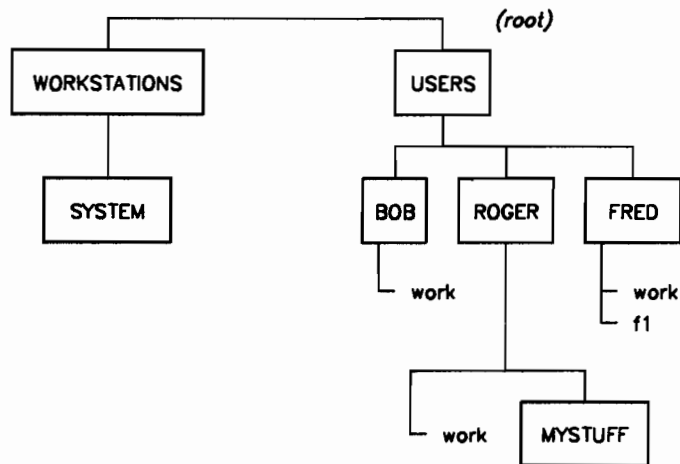 (root)
WORKSTATIONS USERS
SYSTEM BOB ROGER FRED
work work
f1
work MYSTUFF